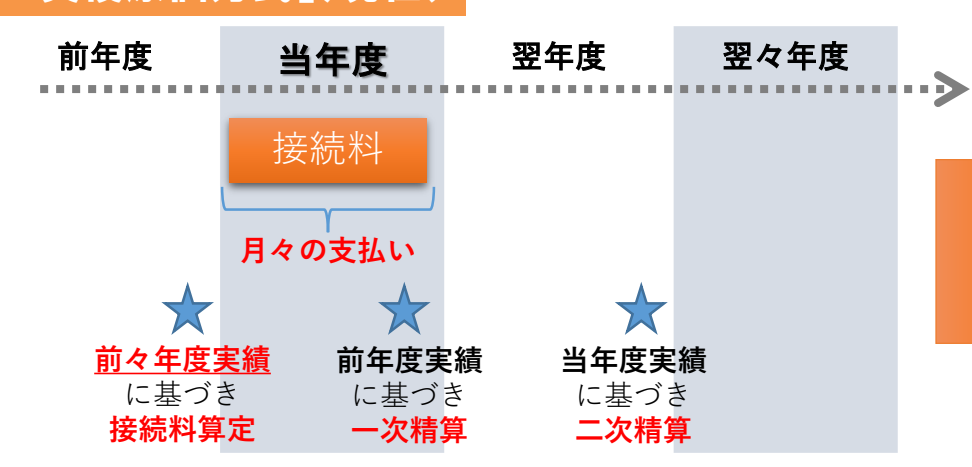 前年度
当年度
翌年度
翌々年度
接続料
月々の支払い
前々年度実績
に基づき
接続料算定
前年度実績
に基づき
一次精算
当年度実績
に基づき
二次精算